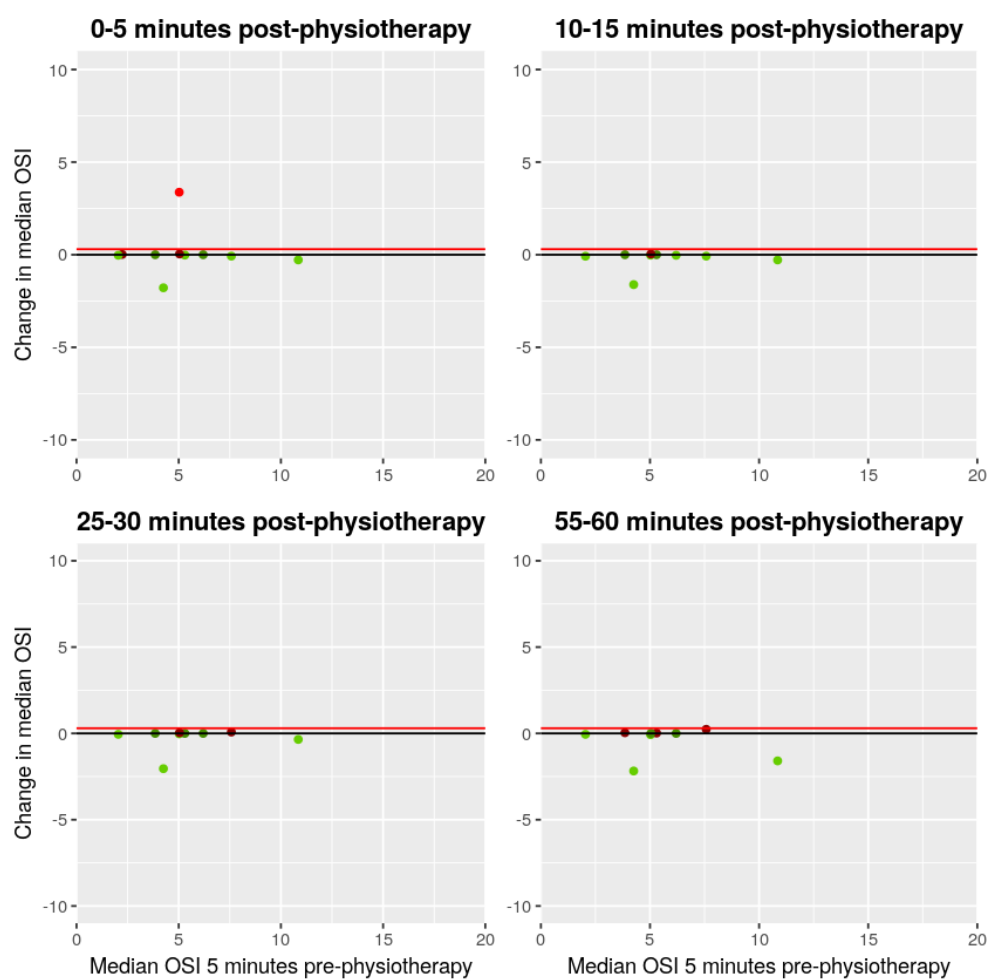 0-5 minutes post-physiotherapy
10-15 minutes post-physiotherapy
Change in median OSI
10
5
0
-5
-10
0 5 10 15 20
10
5
0
-5
-10
0 5 10 15 20
25-30 minutes post-physiotherapy
55-60 minutes post-physiotherapy
Change in median OSI
10
5
0
-5
-10
0 5 10 15 20
Median OSI 5 minutes pre-physiotherapy
10
5
0
-5
-10
0 5 10 15 20
Median OSI 5 minutes pre-physiotherapy